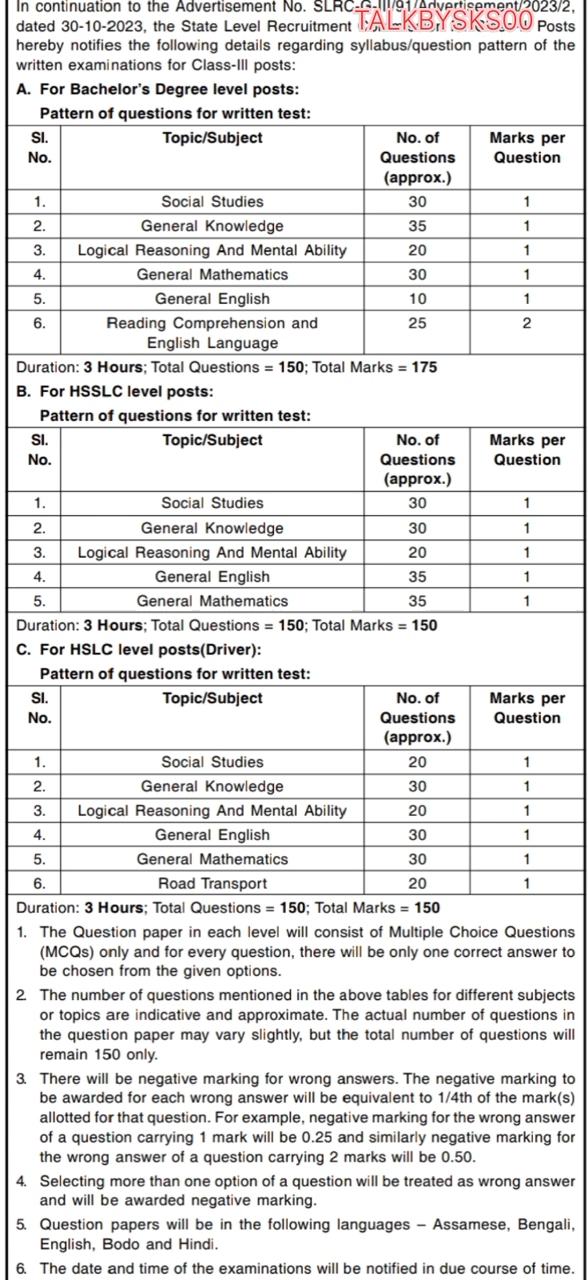 In continuation to the Advertisement No. SLRC-G-III/91/Advertisement/2023/2,
TALKBYSKS00
dated 30-10-2023, the State Level Recruitment Posts
hereby notifies the following details regarding syllabus/question pattern of the
written examinations for Class-III posts:
A. For Bachelor's Degree level posts:
Pattern of questions for written test:
Sl. No. Topic/Subject No. of Questions (approx.) Marks per Question
1. Social Studies 30 1
2. General Knowledge 35 1
3. Logical Reasoning And Mental Ability 20 1
4. General Mathematics 30 1
5. General English 10 1
6. Reading Comprehension and English Language 25 2
Duration: 3 Hours; Total Questions = 150; Total Marks = 175
B. For HSSLC level posts:
Pattern of questions for written test:
Sl. No. Topic/Subject No. of Questions (approx.) Marks per Question
1. Social Studies 30 1
2. General Knowledge 30 1
3. Logical Reasoning And Mental Ability 20 1
4. General English 35 1
5. General Mathematics 35 1
Duration: 3 Hours; Total Questions = 150; Total Marks = 150
C. For HSLC level posts(Driver):
Pattern of questions for written test:
Sl. No. Topic/Subject No. of Questions (approx.) Marks per Question
1. Social Studies 20 1
2. General Knowledge 30 1
3. Logical Reasoning And Mental Ability 20 1
4. General English 30 1
5. General Mathematics 30 1
6. Road Transport 20 1
Duration: 3 Hours; Total Questions = 150; Total Marks = 150
1. The Question paper in each level will consist of Multiple Choice Questions
(MCQs) only and for every question, there will be only one correct answer to
be chosen from the given options.
2. The number of questions mentioned in the above tables for different subjects
or topics are indicative and approximate. The actual number of questions in
the question paper may vary slightly, but the total number of questions will
remain 150 only.
3. There will be negative marking for wrong answers. The negative marking to
be awarded for each wrong answer will be equivalent to 1/4th of the mark(s)
allotted for that question. For example, negative marking for the wrong answer
of a question carrying 1 mark will be 0.25 and similarly negative marking for
the wrong answer of a question carrying 2 marks will be 0.50.
4. Selecting more than one option of a question will be treated as wrong answer
and will be awarded negative marking.
5. Question papers will be in the following languages – Assamese, Bengali,
English, Bodo and Hindi.
6. The date and time of the examinations will be notified in due course of time.